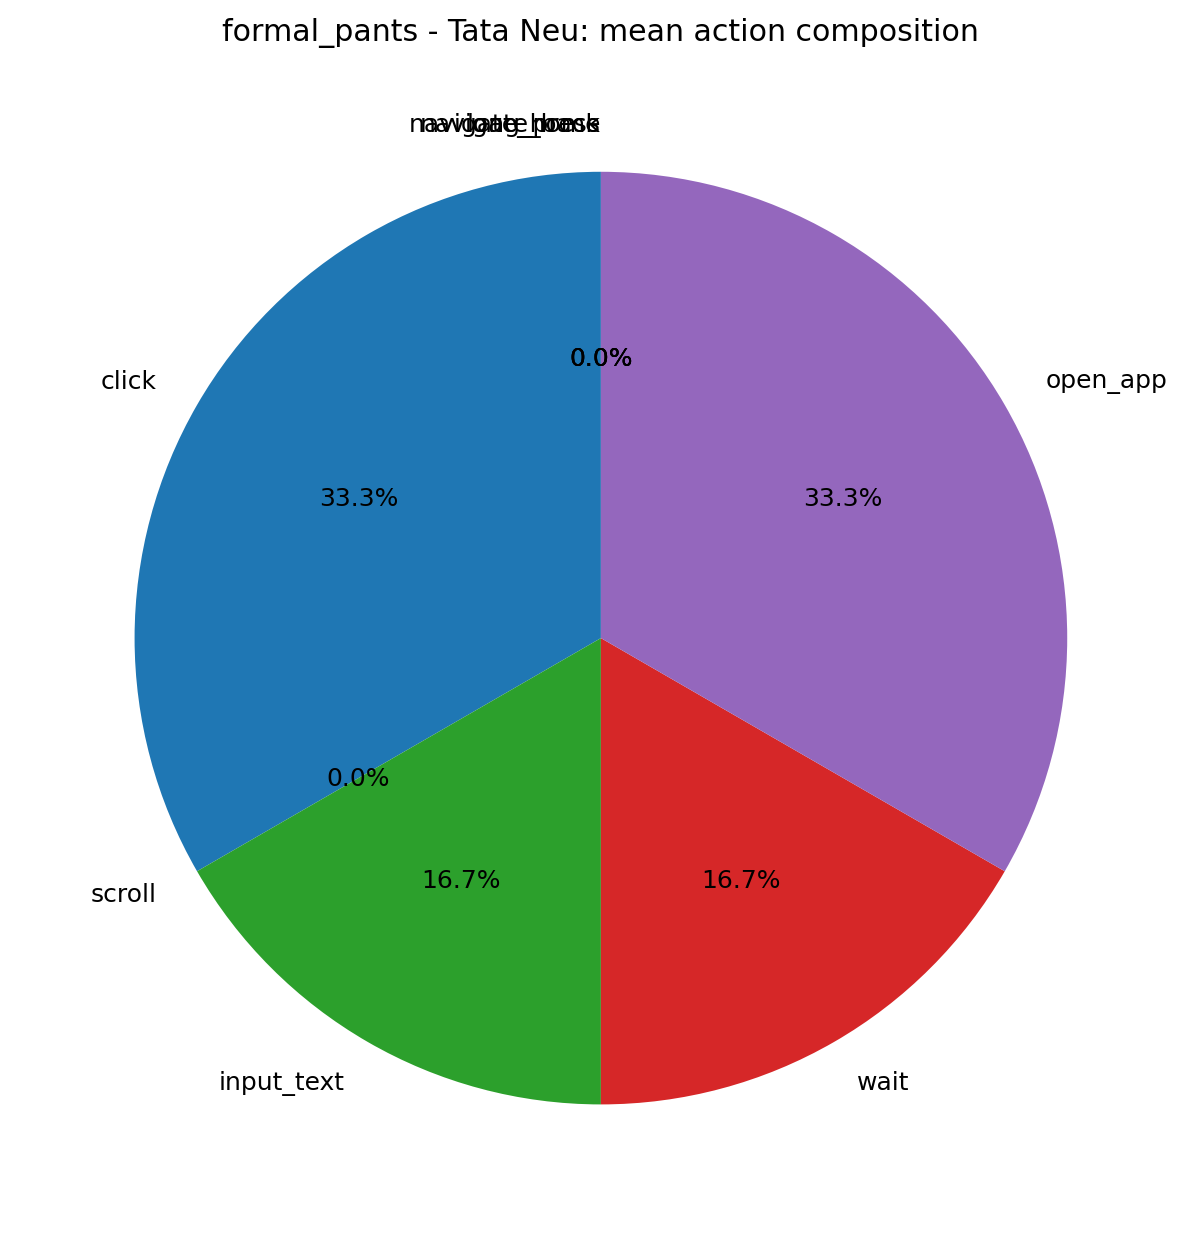 formal_pants - Tata Neu: mean action composition
click
open_app
0.0%
33.3%
33.3%
0.0%
16.7%
16.7%
scroll
input_text
wait